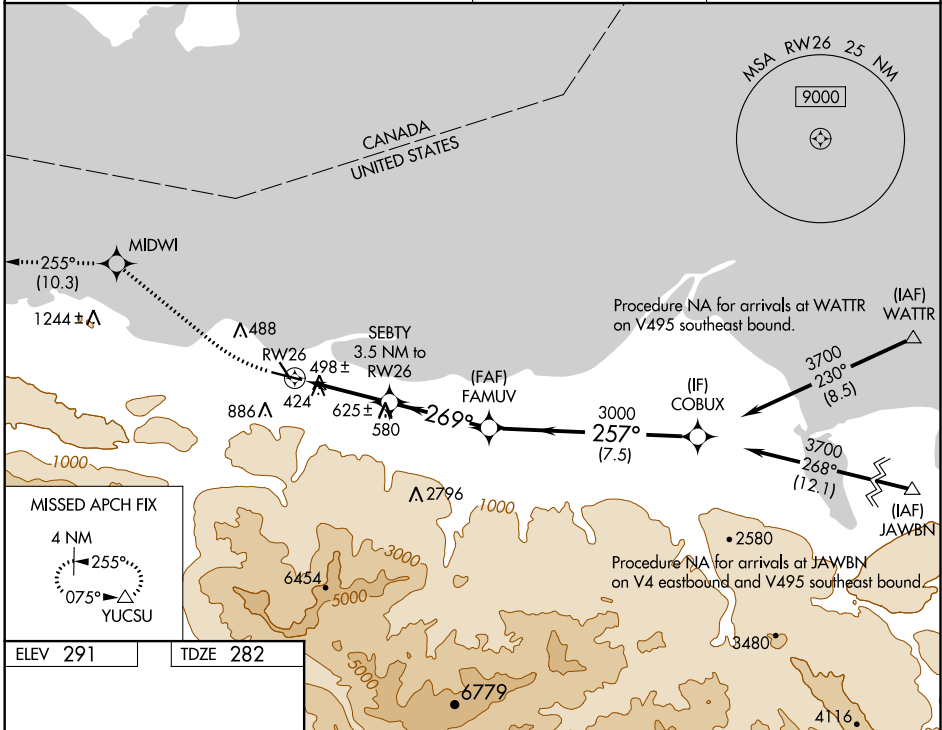 MSA RW26 25 NM
9000
CANADA
UNITED STATES
MIDWI
255°
(10.3)
1244 ±
488
RW26
498 ±
424
SEBTY
3.5 NM to
RW26
886
625 ±
580
269°
(FAF)
FAMUV
3000
257°
(7.5)
(IF)
COBUX
Procedure NA for arrivals at WATTR
on V495 southeast bound.
(IAF)
WATTR
3700
230°
(8.5)
3700
268°
(12.1)
(IAF)
JAWBN
1000
2796
1000
2580
Procedure NA for arrivals at JAWBN
on V4 eastbound and V495 southeast bound.
MISSED APCH FIX
4 NM
255°
075°
YUCSU
3000
6454
5000
3480
5000
6779
4116
ELEV 291
TDZE 282